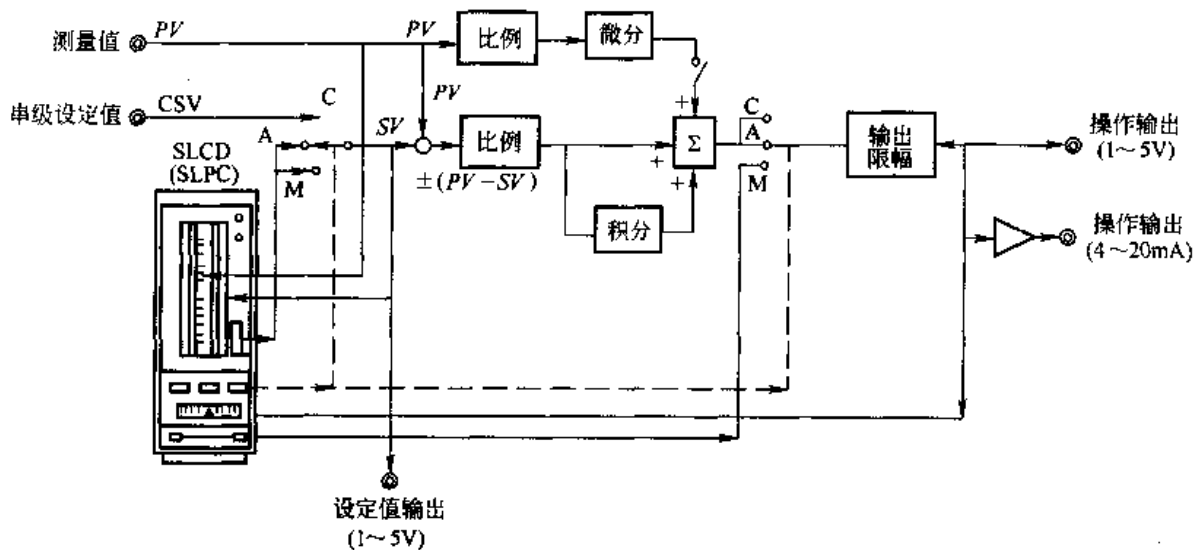 测量值
PV
PV
比例
微分
串级设定值
CSV
C
PV
+
SLCD
(SLPC)
A
SV
比例
Σ
C
A
输出
限幅
操作输出
(1～5V)
M
±(PV－SV)
+
+
M
积分
操作输出
(4～20mA)
设定值输出
(1～5V)